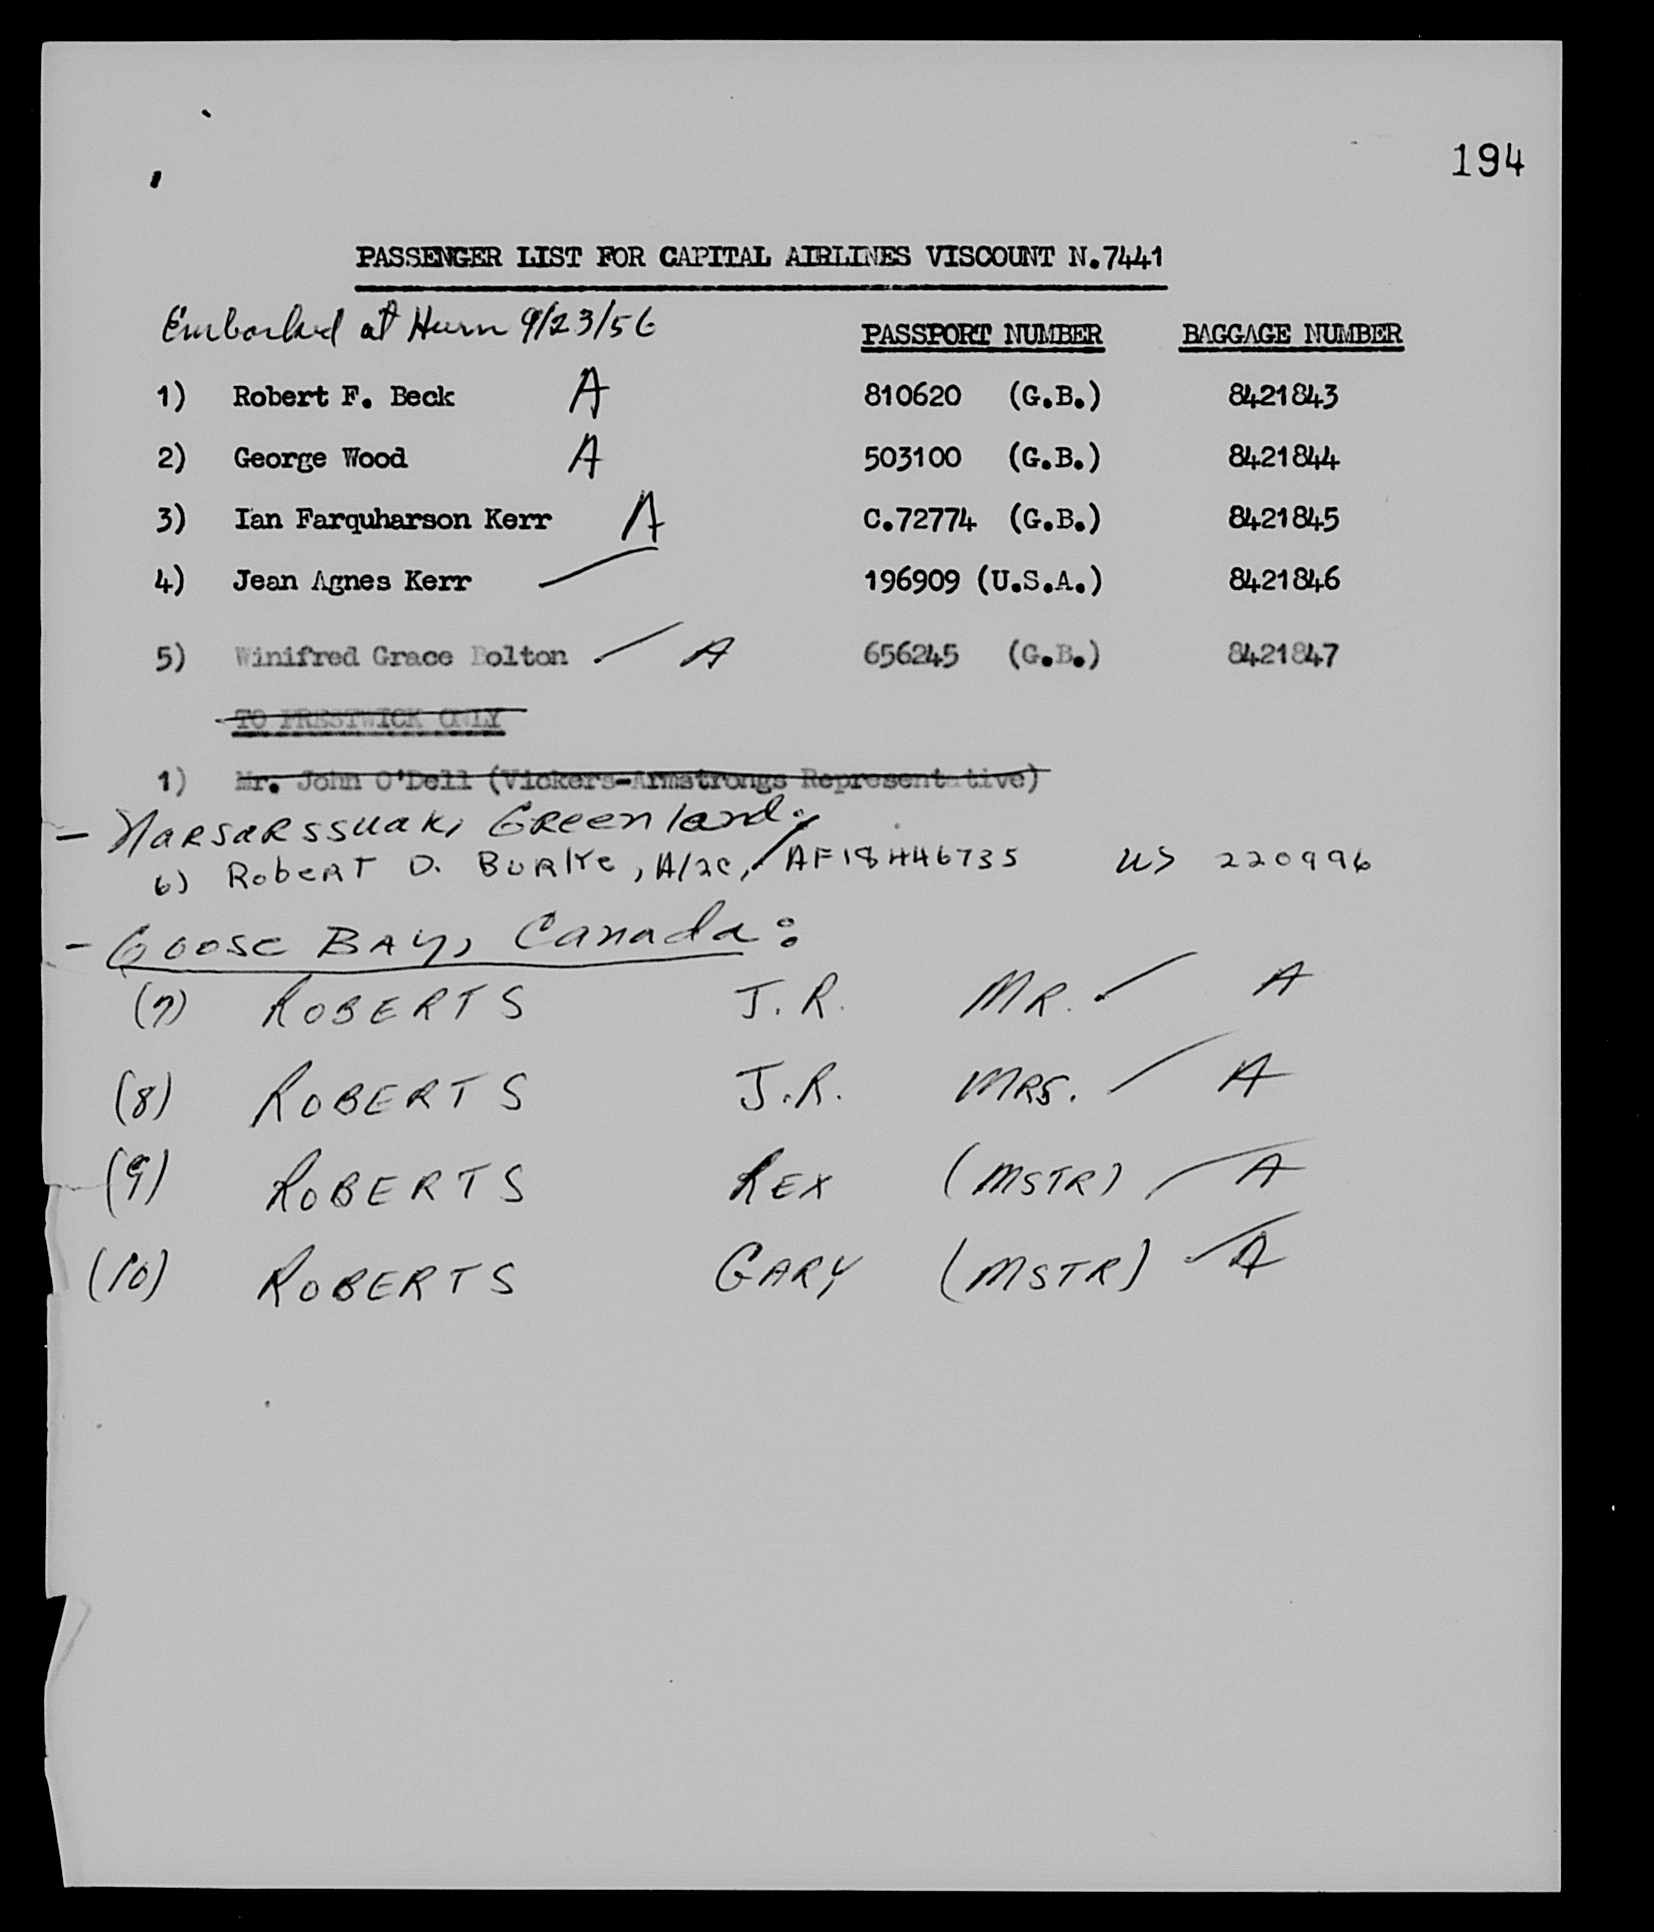 194
PASSENGER LIST FOR CAPITAL AIRLINES VISCOUNT N.7441
Embarked at Hurn 9/23/56
PASSPORT NUMBER BAGGAGE NUMBER
1) Robert F. Beck A 810620 (G.B.) 8421843
2) George Wood A 503100 (G.B.) 8421844
3) Ian Farquharson Kerr A C.72774 (G.B.) 8421845
4) Jean Agnes Kerr 196909 (U.S.A.) 8421846
5) Winifred Grace Bolton A 656245 (G.B.) 8421847
TO PRESTWICK ONLY
1) Mr. John O'Dell (Vickers-Armstrongs Representative)
- Narsarssuak, Greenland:
6) Robert D. Burke, A/2C, AF18446735 US 220996
- Goose Bay, Canada:
(7) ROBERTS J.R. MR. A
(8) ROBERTS J.R. MRS. A
(9) ROBERTS REX (MSTR) A
(10) ROBERTS GARY (MSTR) A